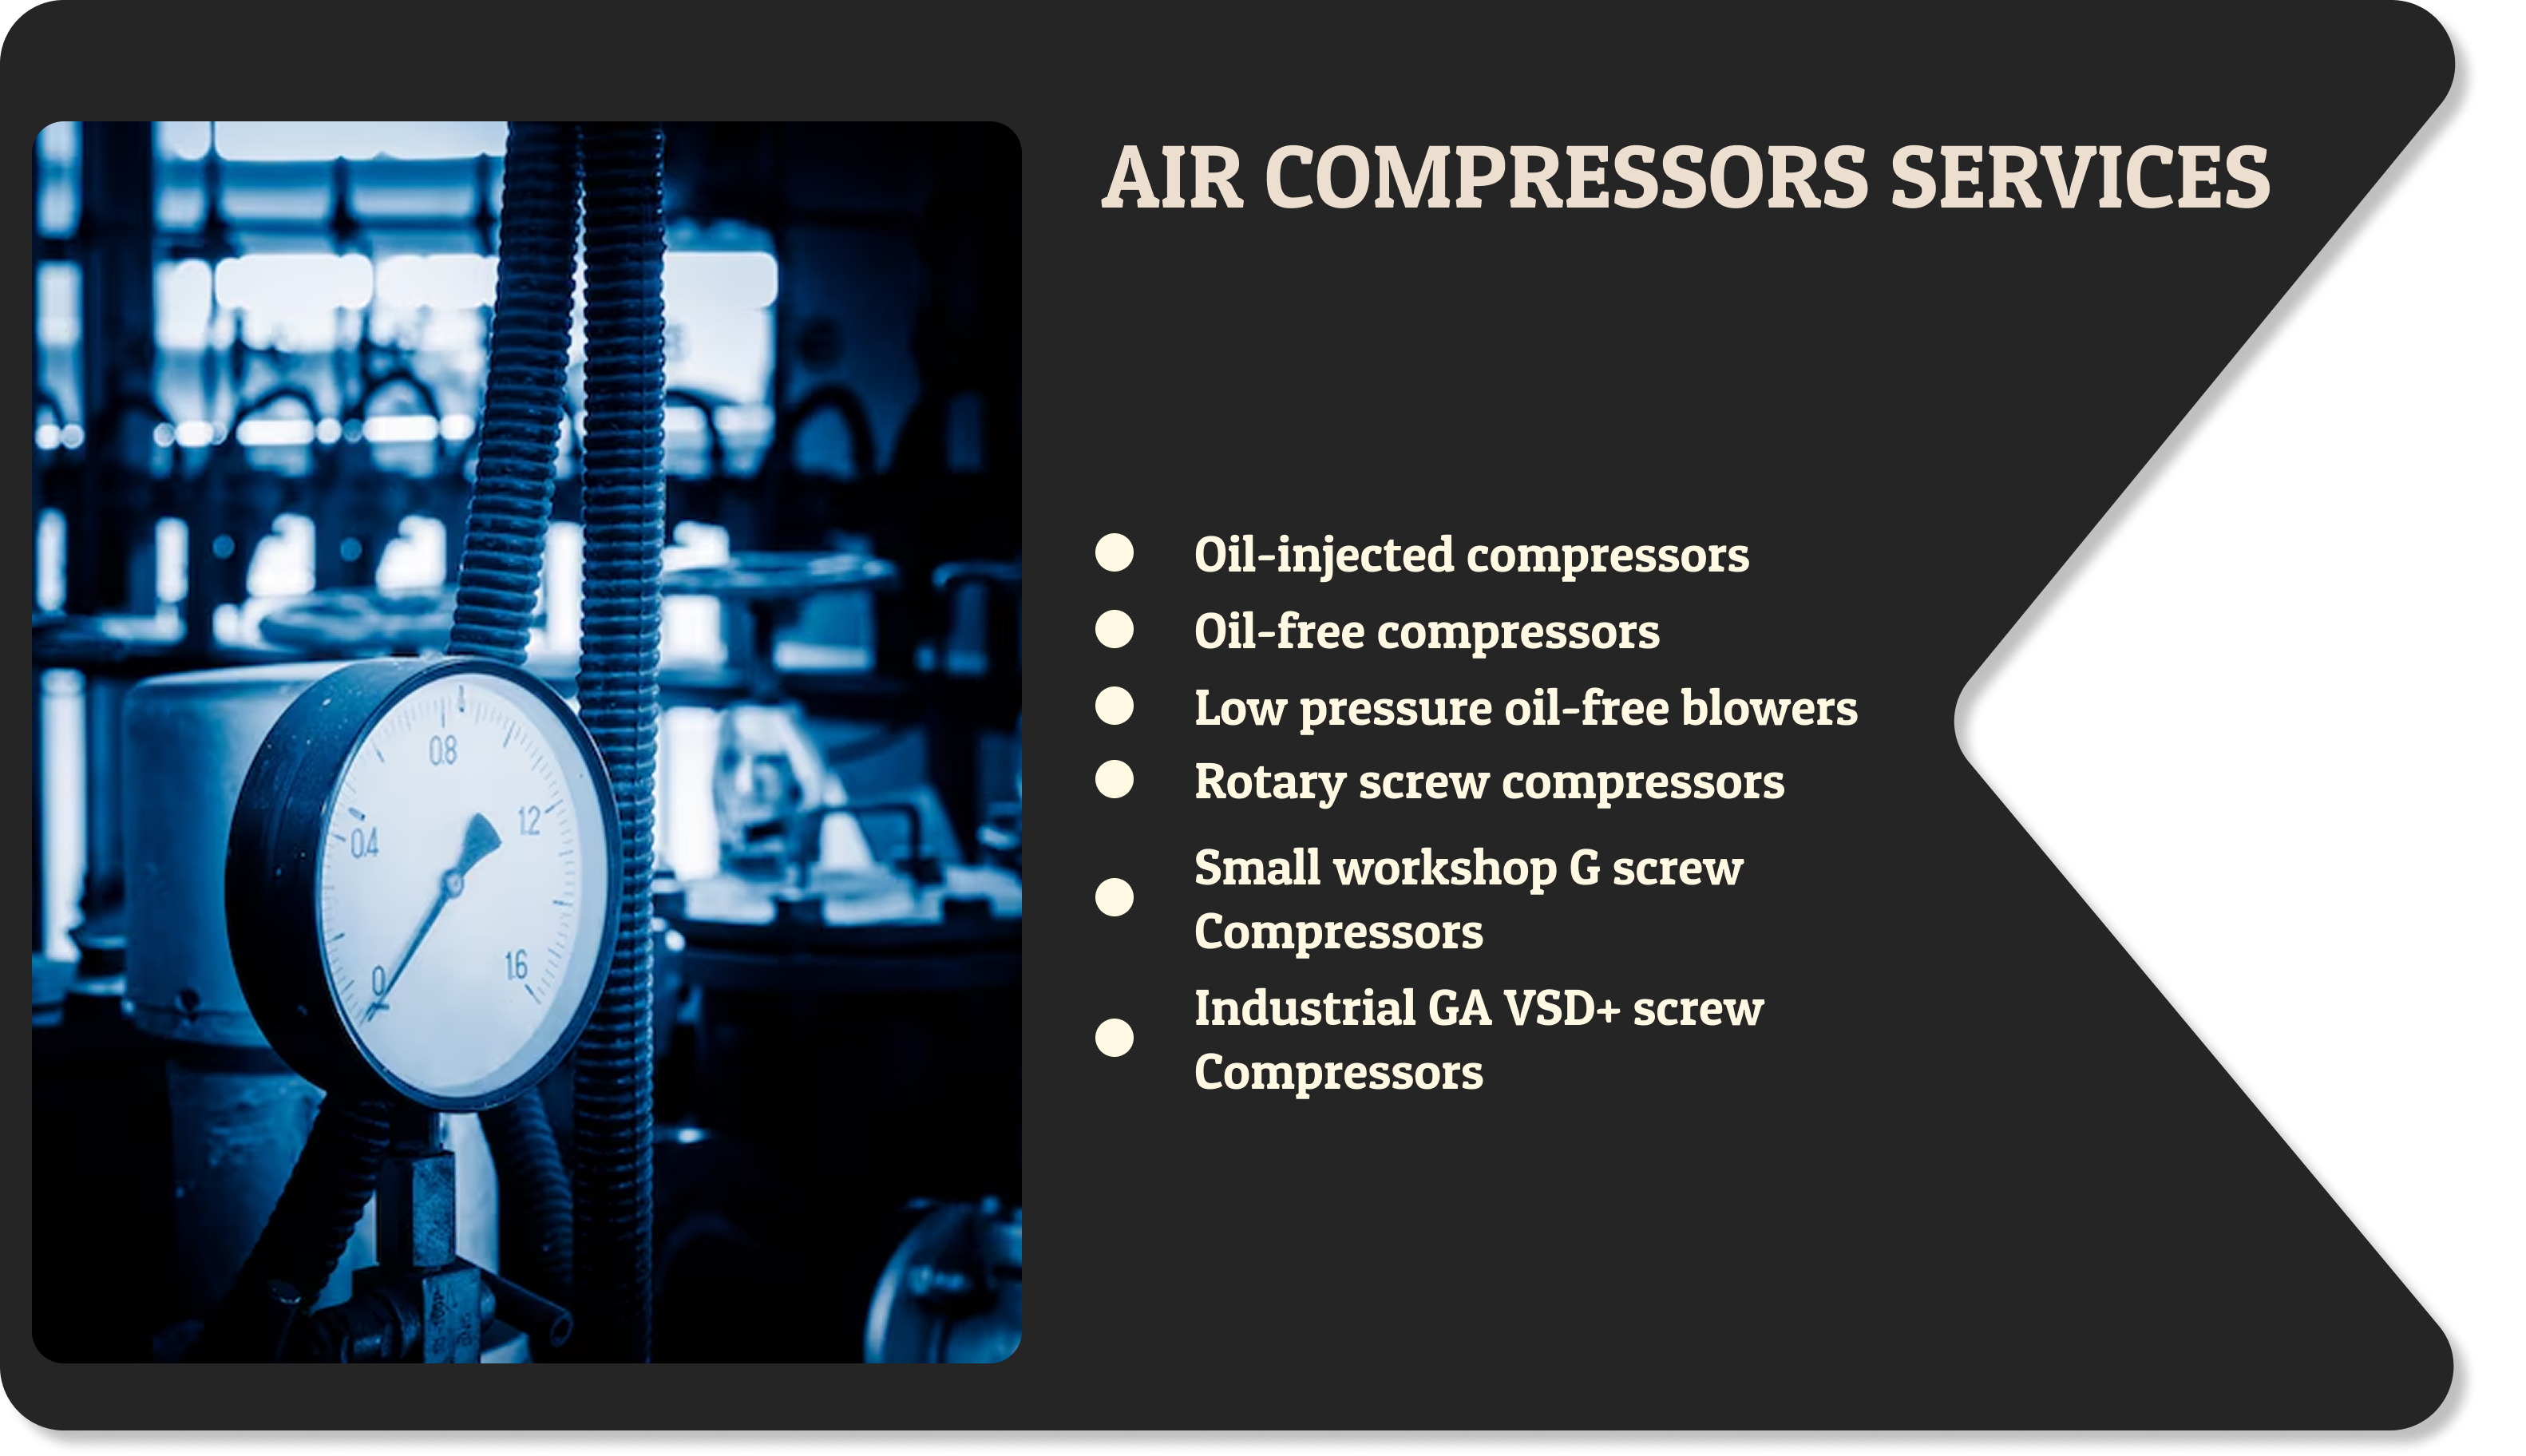 AIR COMPRESSORS SERVICES
Oil-injected compressors
Oil-free compressors
Low pressure oil-free blowers
Rotary screw compressors
Small workshop G screw
Compressors
Industrial GA VSD+ screw
Compressors
0.8
1.2
0.4
1.6
0